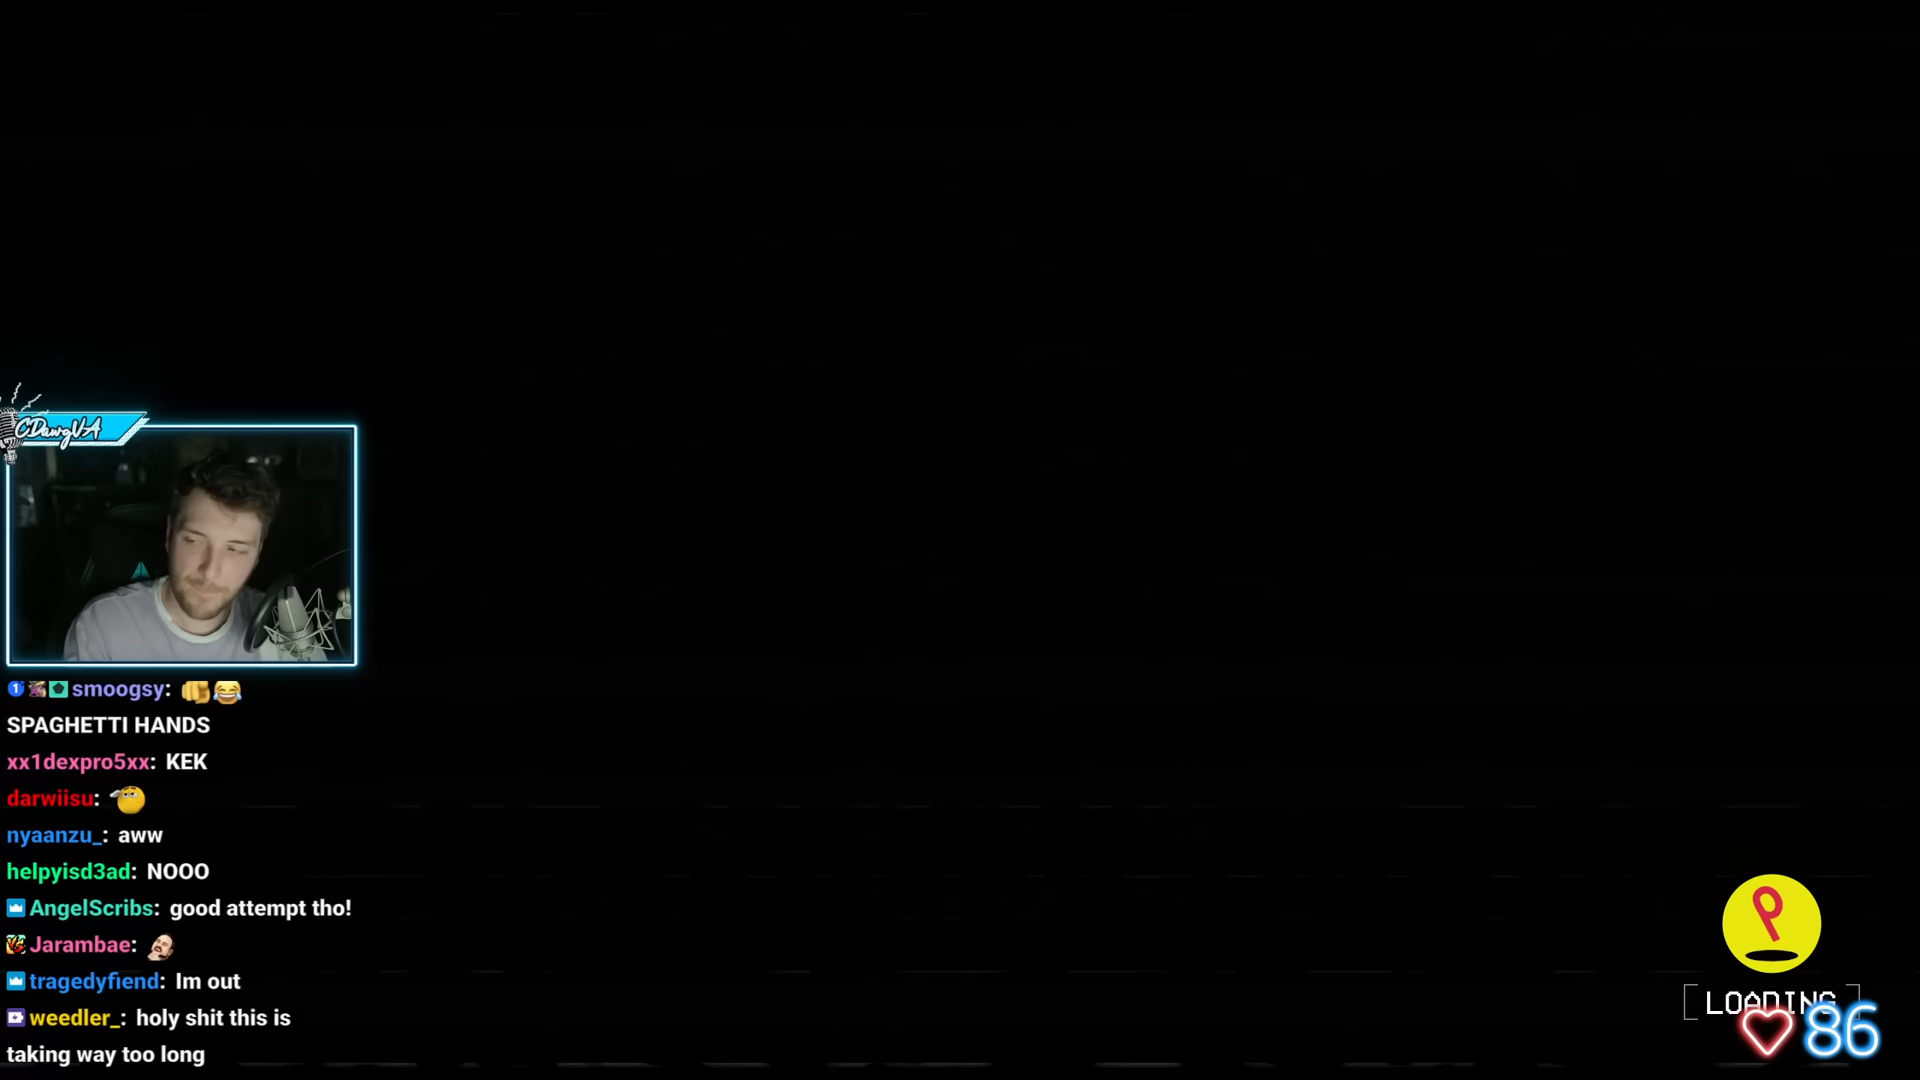 CDawgVA
smoogsy:
SPAGHETTI HANDS
xx1dexpro5xx: KEK
darwiisu:
nyaanzu_: aww
helpyisd3ad: NOOO
AngelScribs: good attempt tho!
Jarambae:
tragedyfiend: Im out
weedler_: holy shit this is
taking way too long
LOADING
86